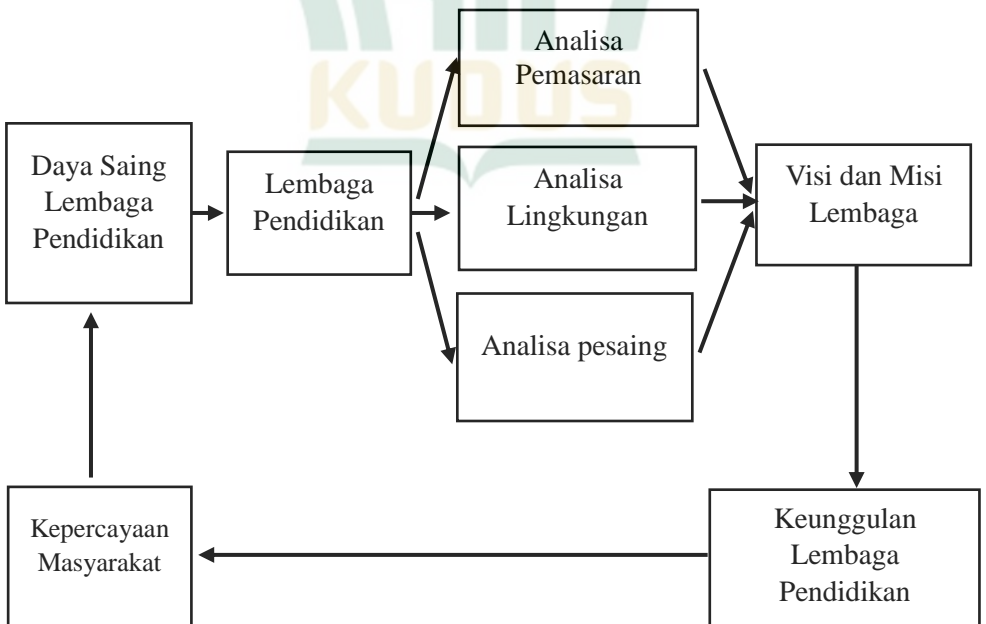 Analisa
Pemasaran
KUDUS
Daya Saing
Lembaga
Pendidikan
Lembaga
Pendidikan
Analisa
Lingkungan
Visi dan Misi
Lembaga
Analisa pesaing
Kepercayaan
Masyarakat
Keunggulan
Lembaga
Pendidikan